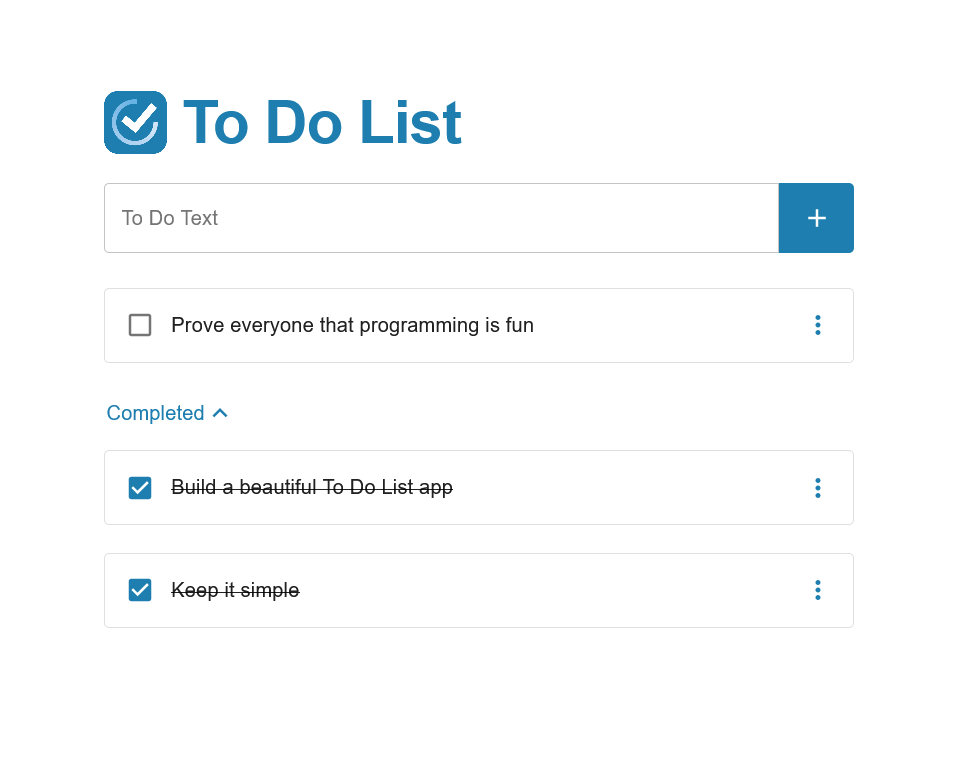 To Do List
To Do Text
Prove everyone that programming is fun
Completed
Build a beautiful To Do List app
Keep it simple